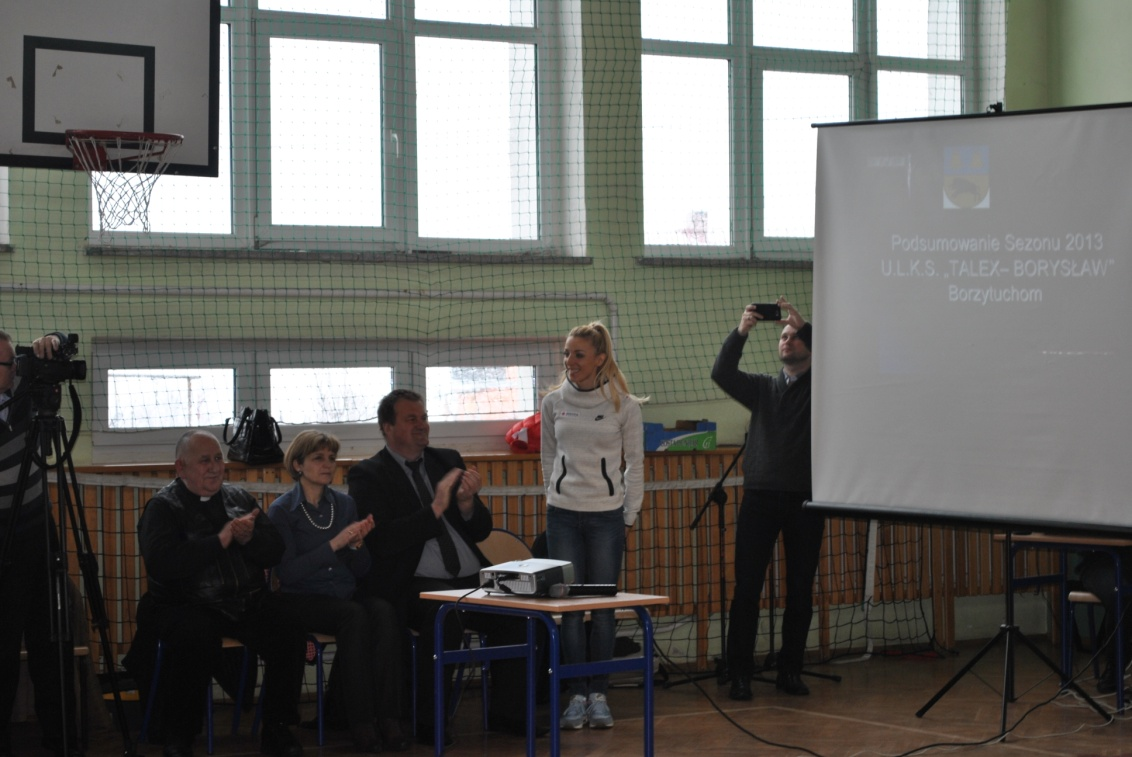 Podsumowanie Sezonu 2013
U.L.K.S. „TALEX– BORYSŁAW”
Borzytuchom